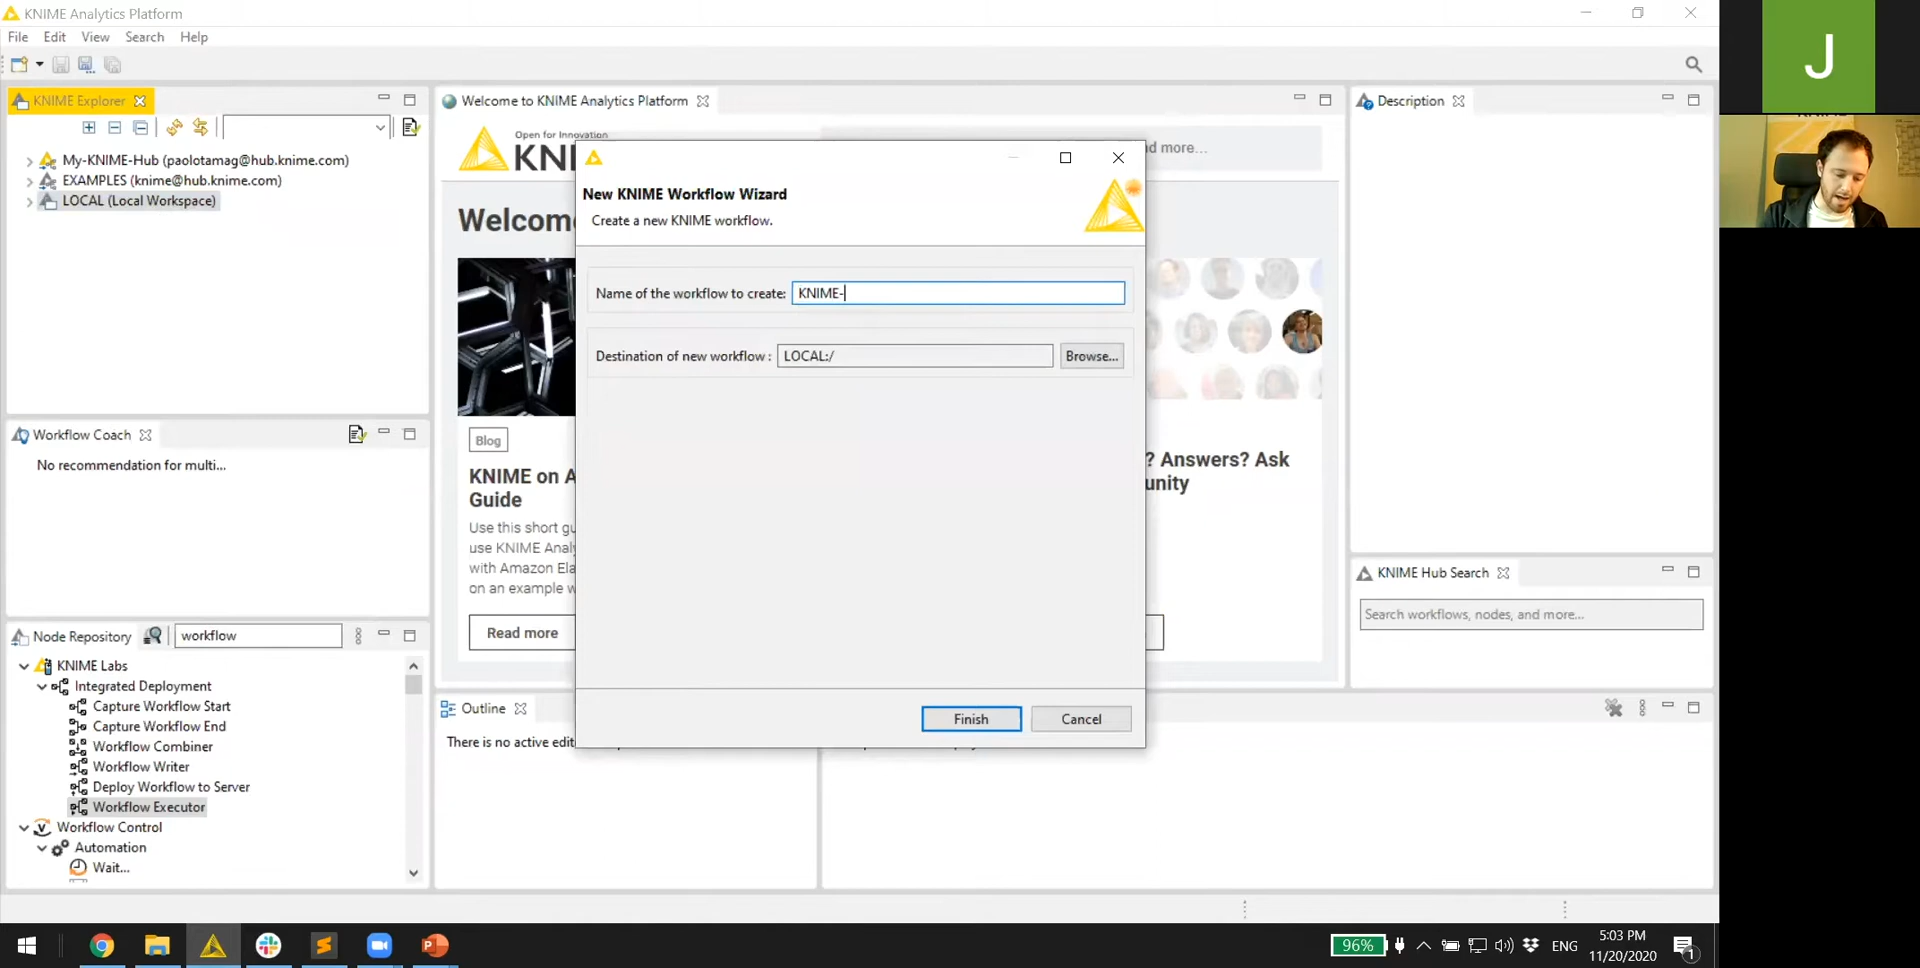 KNIME Analytics Platform
File Edit View Search Help
KNIME Explorer
My-KNIME-Hub (paolotamag@hub.knime.com)
EXAMPLES (knime@hub.knime.com)
LOCAL (Local Workspace)
Workflow Coach
No recommendation for multi...
Node Repository
workflow
KNIME Labs
Integrated Deployment
Capture Workflow Start
Capture Workflow End
Workflow Combiner
Workflow Writer
Deploy Workflow to Server
Workflow Executor
Workflow Control
Automation
Wait...
Welcome to KNIME Analytics Platform
Open for Innovation
KNI
d more...
Welcome
Blog
KNIME on A
Guide
Use this short gu
use KNIME Analy
with Amazon Ela
on an example w
Read more
? Answers? Ask
unity
New KNIME Workflow Wizard
Create a new KNIME workflow.
Name of the workflow to create: KNIME-
Destination of new workflow : LOCAL:/
Browse...
Finish
Cancel
Outline
There is no active edit
Description
KNIME Hub Search
Search workflows, nodes, and more...
J
96%
ENG
5:03 PM
11/20/2020
1